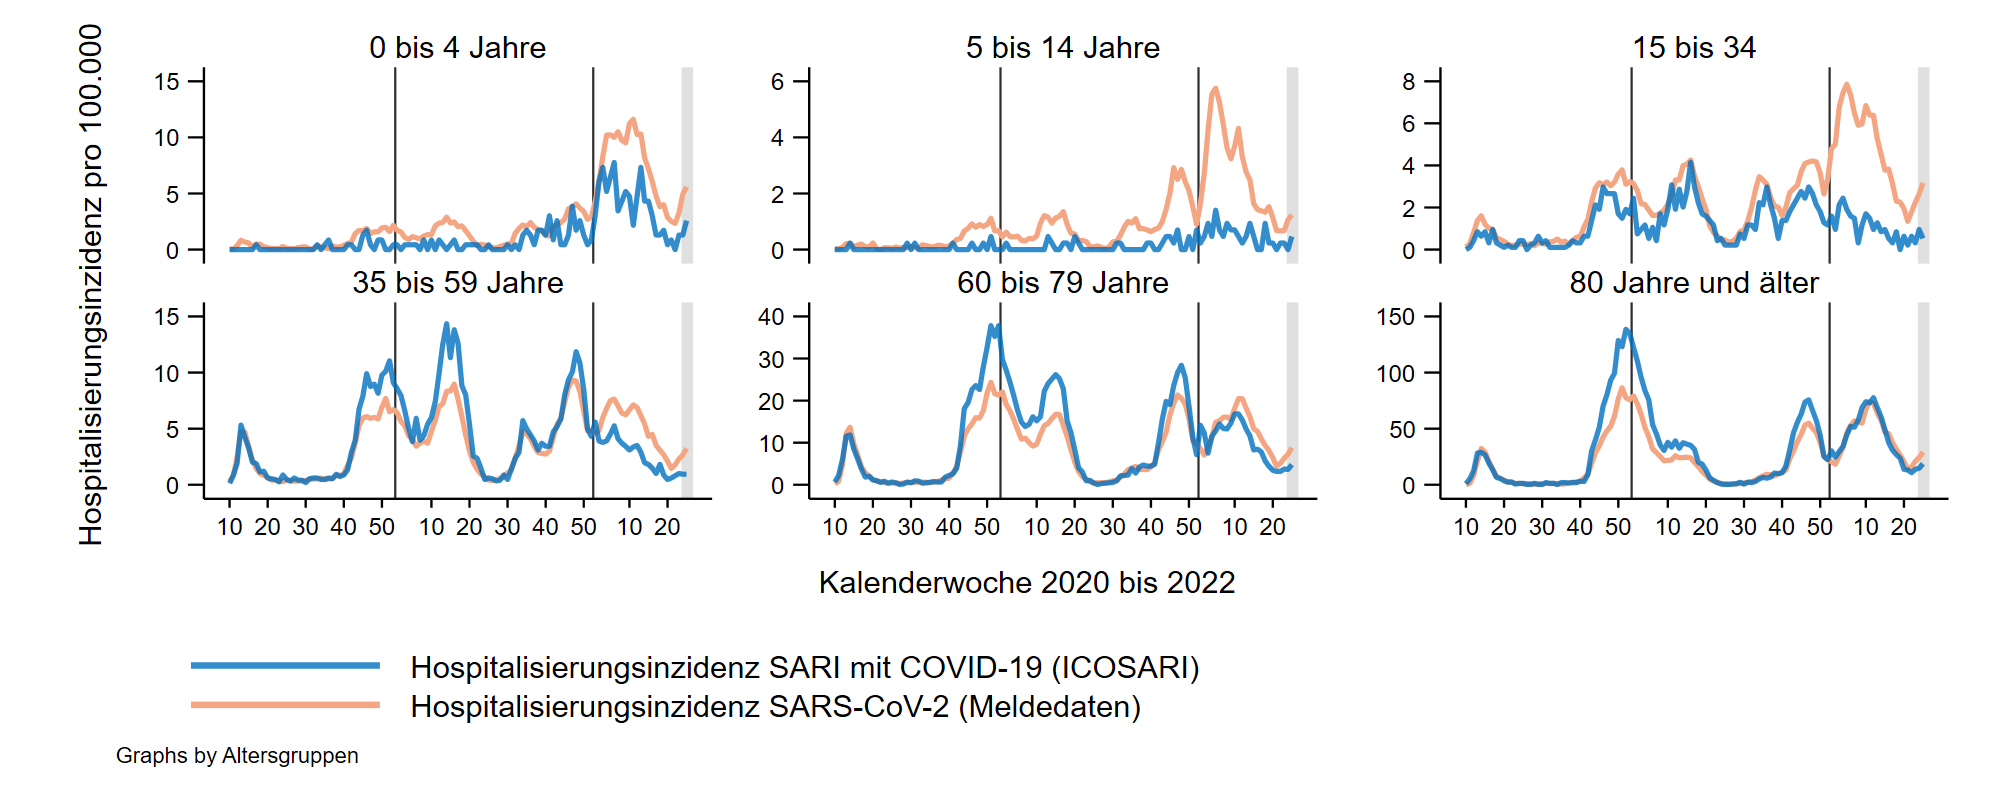 Hospitalisierungsinzidenz pro 100.000
0 bis 4 Jahre
15
10
5
0
5 bis 14 Jahre
6
4
2
0
15 bis 34
8
6
4
2
0
35 bis 59 Jahre
15
10
5
0
10 20 30 40 50 10 20 30 40 50 10 20
60 bis 79 Jahre
40
30
20
10
0
10 20 30 40 50 10 20 30 40 50 10 20
80 Jahre und älter
150
100
50
0
10 20 30 40 50 10 20 30 40 50 10 20
Kalenderwoche 2020 bis 2022
Hospitalisierungsinzidenz SARI mit COVID-19 (ICOSARI)
Hospitalisierungsinzidenz SARS-CoV-2 (Meldedaten)
Graphs by Altersgruppen